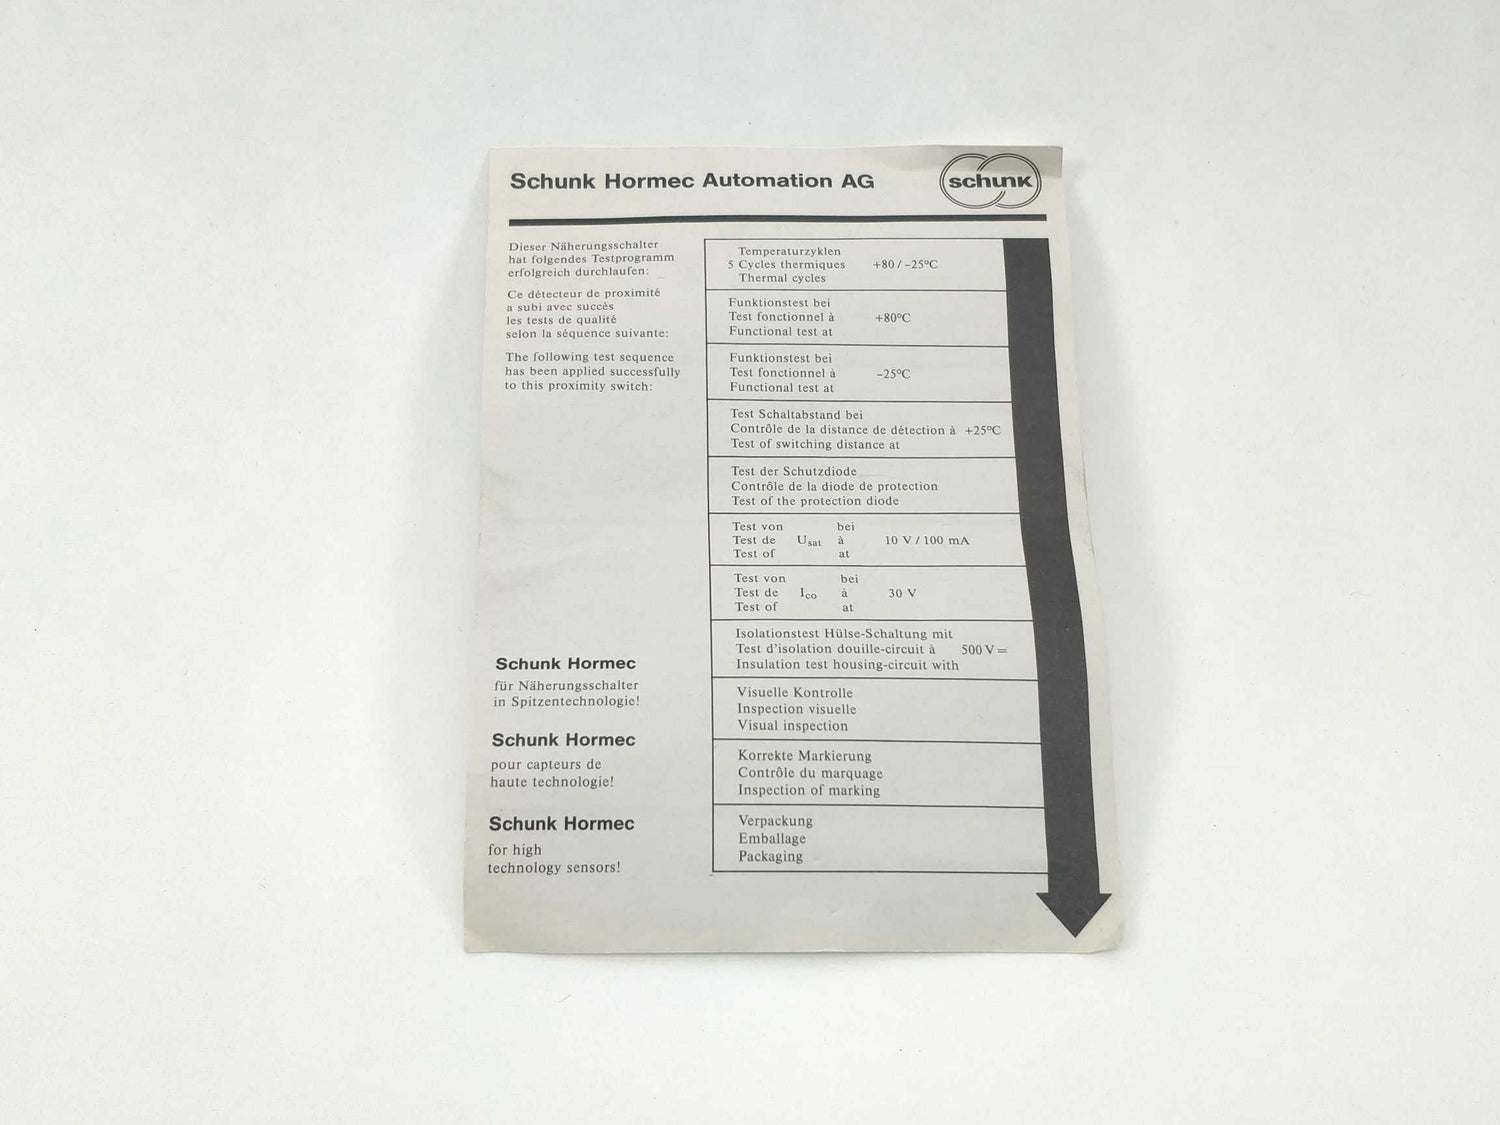 Schunk Hormec Automation AG
schunk
Dieser Näherungsschalter
hat folgendes Testprogramm
erfolgreich durchlaufen:
Ce détecteur de proximité
a subi avec succès
les tests de qualité
selon la séquence suivante:
The following test sequence
has been applied successfully
to this proximity switch:
Schunk Hormec
für Näherungsschalter
in Spitzentechnologie!
Schunk Hormec
pour capteurs de
haute technologie!
Schunk Hormec
for high
technology sensors!
Temperaturzyklen
5 Cycles thermiques +80 / -25°C
Thermal cycles
Funktionstest bei
Test fonctionnel à +80°C
Functional test at
Funktionstest bei
Test fonctionnel à -25°C
Functional test at
Test Schaltabstand bei
Contrôle de la distance de détection à +25°C
Test of switching distance at
Test der Schutzdiode
Contrôle de la diode de protection
Test of the protection diode
Test von bei
Test de Usat à 10 V / 100 mA
Test of at
Test von bei
Test de Ico à 30 V
Test of at
Isolationstest Hülse-Schaltung mit
Test d'isolation douille-circuit à 500 V=
Insulation test housing-circuit with
Visuelle Kontrolle
Inspection visuelle
Visual inspection
Korrekte Markierung
Contrôle du marquage
Inspection of marking
Verpackung
Emballage
Packaging